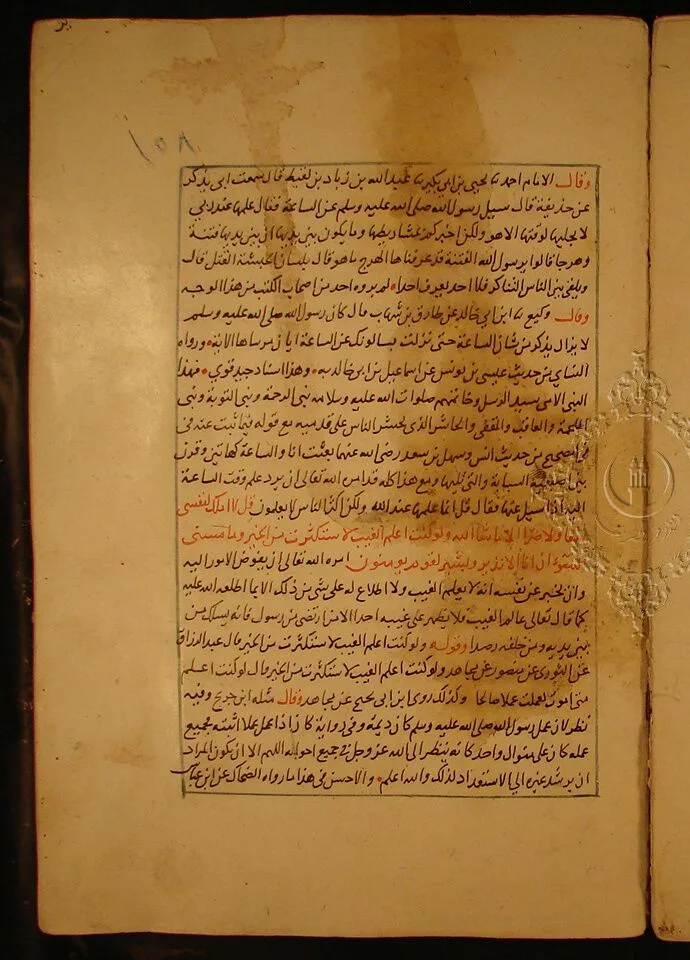 ١٥٨
وقال الامام احمد ثنا يحيى بن ابي بكير ثنا عبيد الله بن زياد بن لقيط قال سمعت ابي يذكر
عن حذيفة قال سيل رسول الله صلى الله عليه وسلم عن الساعة فقال علمها عند ربي
لا يجليها لوقتها الا هو ولكن اخبركم عن مشاريطها وما يكون بين يديها ان بين يديها فتنة
وهرجا قالوا يرسول الله الفتنة قد عرفناها الهرج ما هو قال بلسان الحبشة القتل قال
ويلقى بين الناس التناكر فلا احد يعرف احدا لم يروه احد من اصحاب الكتب من هذا الوجه
وقال وكيع ثنا ابن ابي خالد عن طارق بن شهاب قال كان رسول الله صلى الله عليه وسلم
لا يزال يذكر من شان الساعة حتى نزلت يسالونك عن الساعة ايان مرساها الاية ورواه
النساي من حديث عيسى بن يونس عن اسماعيل بن ابي خالد به وهذا اسناد جيد قوي فهذا
النبي الامي سيد الرسل وخاتمهم صلوات الله عليه وسلامه نبي الرحمة ونبي التوبة ونبي
الملحمة والعاقب والمقفي والحاشر الذي يحشر الناس على قدميه مع قوله فيما ثبت عنه في
الصحيح من حديث انس وسهل بن سعد رضي الله عنهما بعثت انا والساعة كهاتين وقرن
بين اصبعيه السبابة والتي تليها ومع هذا كله قد امره الله تعالى ان يرد علم وقت الساعة
اليه اذا سيل عنها فقال قل انما علمها عند الله ولكن اكثر الناس لا يعلمون قل لا املك لنفسي
نفعا ولا ضرا الا ما شا الله ولو كنت اعلم الغيب لاستكثرت من الخير وما مسني
السوء ان انا الا نذير وبشير لقوم يومنون امره الله تعالى ان يفوض الامور اليه
وان يخبر عن نفسه انه لا يعلم الغيب ولا اطلاع له على شي من ذلك الا بما اطلعه الله عليه
كما قال تعالى عالم الغيب فلا يظهر على غيبه احدا الا من ارتضى من رسول فانه يسلك من
بين يديه ومن خلفه رصدا وقوله ولو كنت اعلم الغيب لاستكثرت من الخير قال عبد الرزاق
عن الثوري عن منصور عن مجاهد ولو كنت اعلم الغيب لاستكثرت من الخير قال لو كنت اعلم
متى اموت لعملت عملا صالحا وكذلك روى ابن ابي نجيح عن مجاهد وقال مثله ابن جريج وفيه
نظر لان عمل رسول الله صلى الله عليه وسلم كان ديمة وفي رواية كان اذا عمل عملا اثبته فجميع
عمله كان على منوال واحد كانه ينظر الى الله عز وجل في جميع احواله اللهم الا ان يكون المراد
ان يرشد غيره الى الاستعداد لذلك والله اعلم والاحسن في هذا ما رواه الضحاك عن ابن عباس